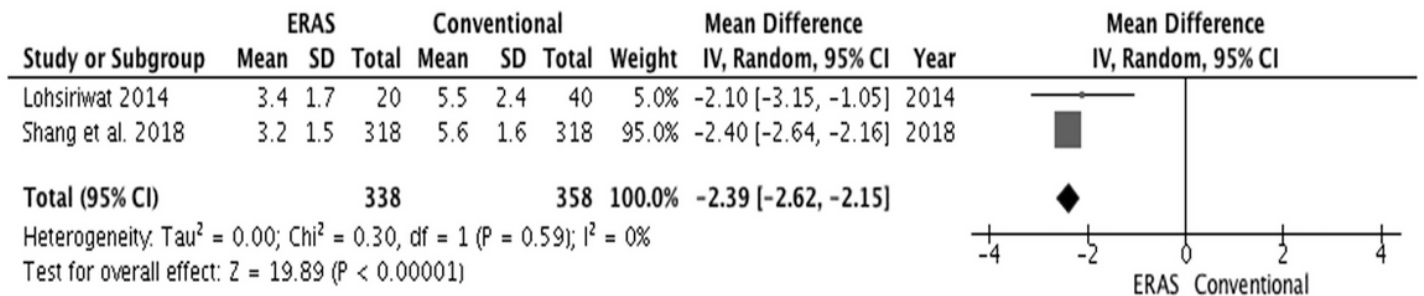 ERAS Conventional Mean Difference Mean Difference
Study or Subgroup Mean SD Total Mean SD Total Weight IV, Random, 95% CI Year IV, Random, 95% CI
Lohsiriwat 2014 3.4 1.7 20 5.5 2.4 40 5.0% -2.10 [-3.15, -1.05] 2014
Shang et al. 2018 3.2 1.5 318 5.6 1.6 318 95.0% -2.40 [-2.64, -2.16] 2018
Total (95% CI) 338 358 100.0% -2.39 [-2.62, -2.15]
Heterogeneity: Tau² = 0.00; Chi² = 0.30, df = 1 (P = 0.59); I² = 0%
-4 -2 0 2 4
Test for overall effect: Z = 19.89 (P < 0.00001)
ERAS Conventional